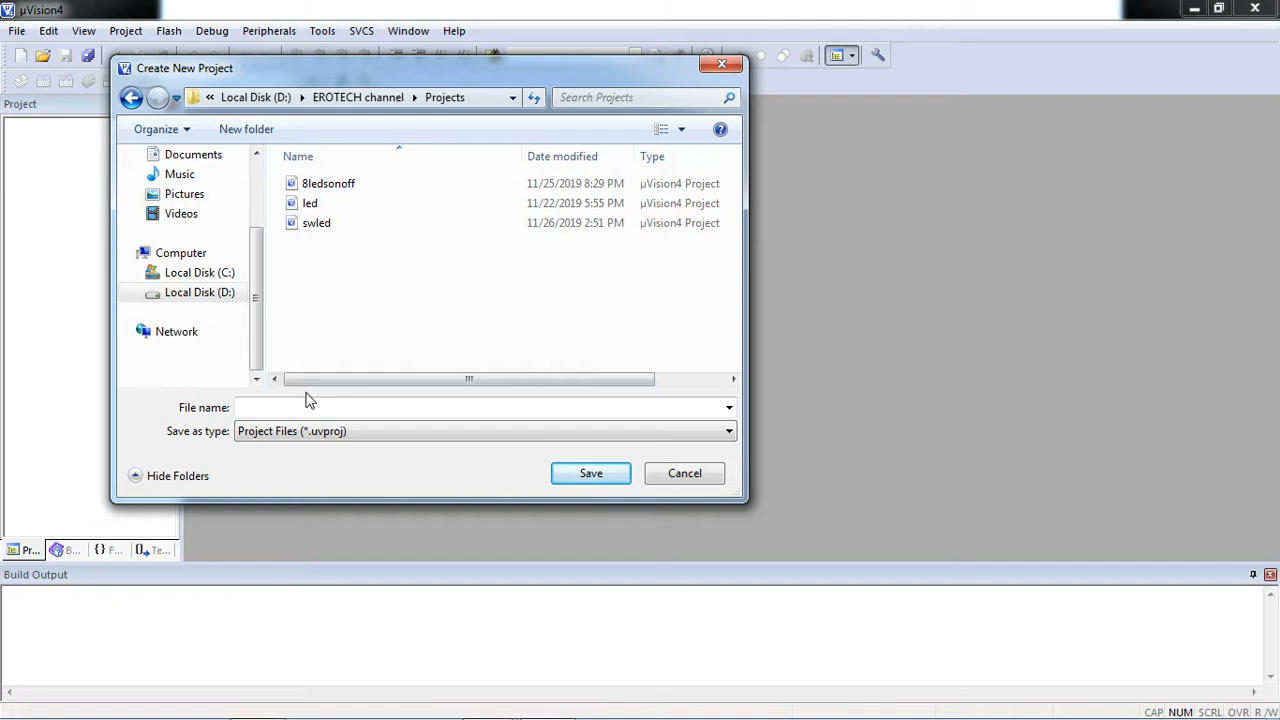 µVision4
File Edit View Project Flash Debug Peripherals Tools SVCS Window Help
Create New Project
« Local Disk (D:) EROTECH channel Projects
Search Projects
Organize New folder
Project
Documents
Music
Pictures
Videos
Computer
Local Disk (C:)
Local Disk (D:)
Network
Name Date modified Type
8ledsonoff 11/25/2019 8:29 PM µVision4 Project
led 11/22/2019 5:55 PM µVision4 Project
swled 11/26/2019 2:51 PM µVision4 Project
File name:
Save as type: Project Files (*.uvproj)
Hide Folders Save Cancel
Pr... B... {} F... Te...
Build Output
CAP NUM SCRL OVR R /W